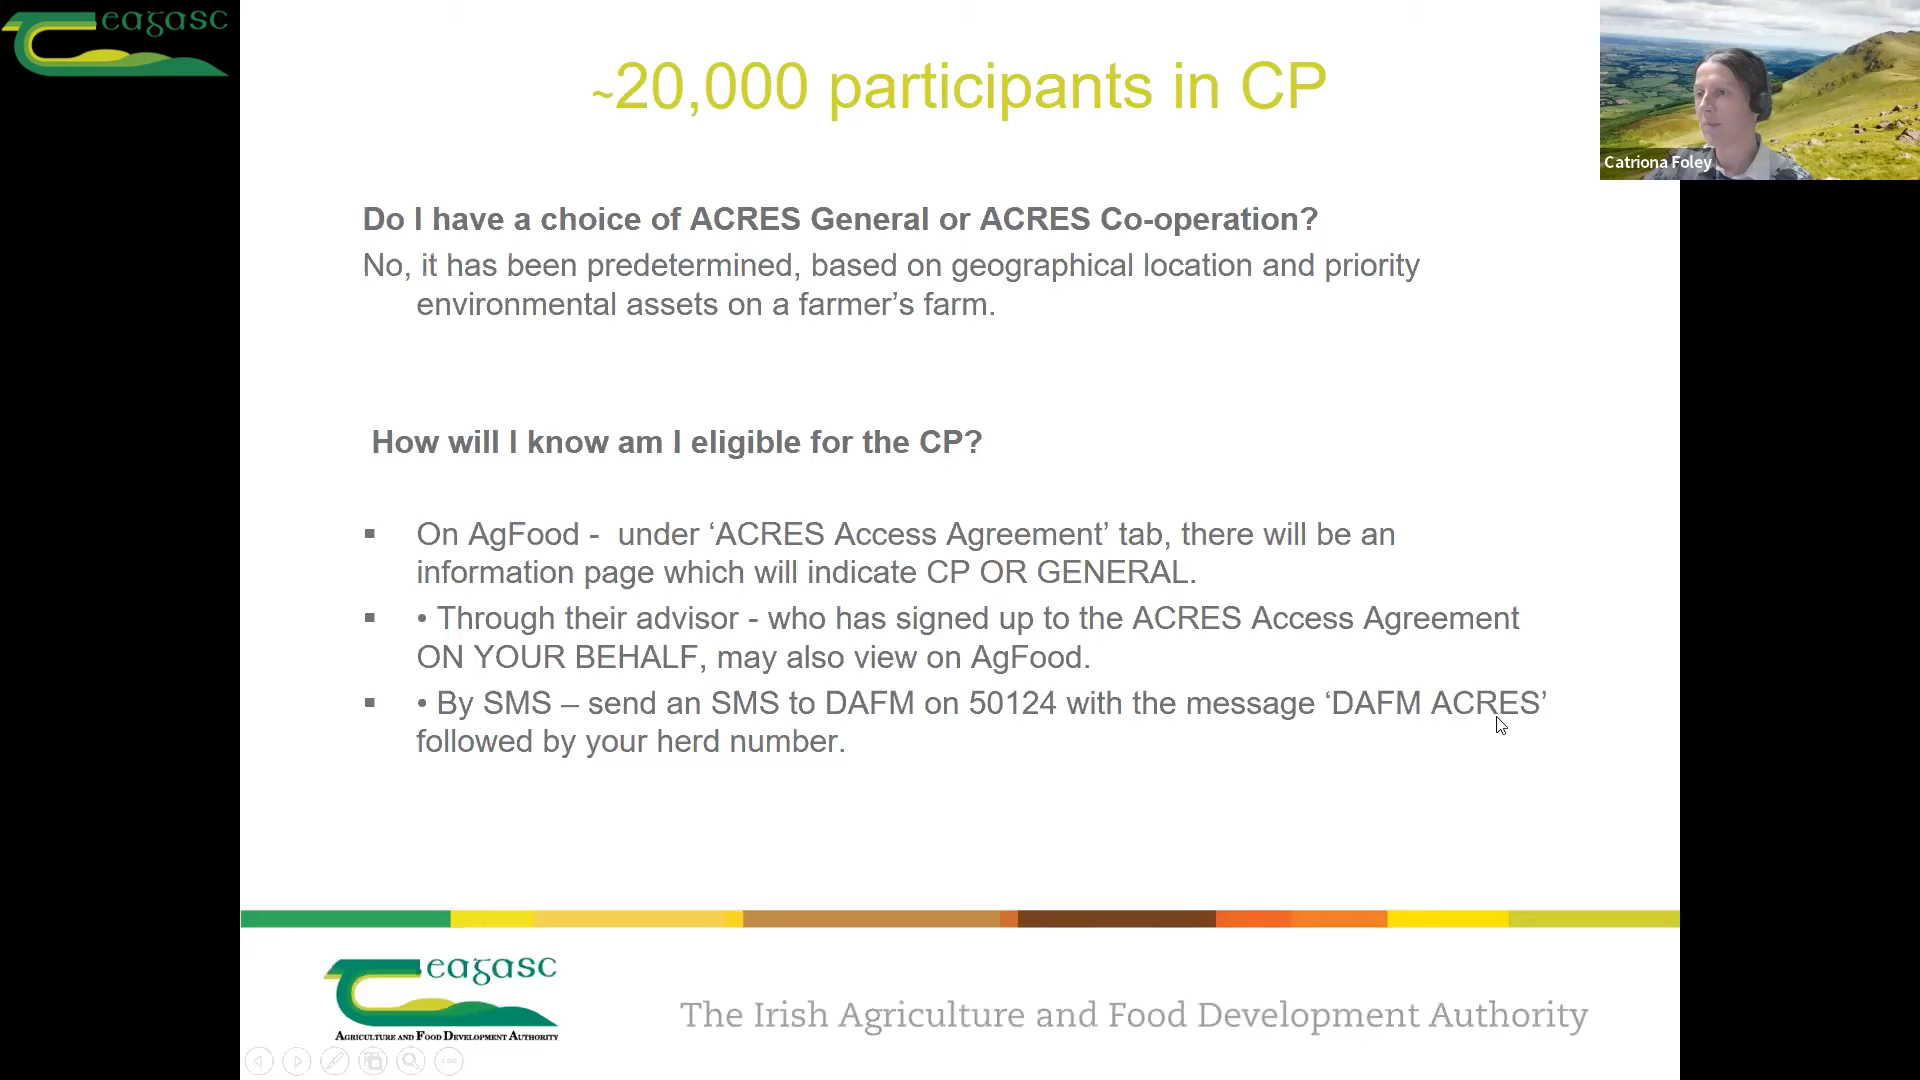 eagasc
~20,000 participants in CP
Catriona Foley
Do I have a choice of ACRES General or ACRES Co-operation?
No, it has been predetermined, based on geographical location and priority
environmental assets on a farmer’s farm.
How will I know am I eligible for the CP?
▪ On AgFood -  under ‘ACRES Access Agreement’ tab, there will be an
information page which will indicate CP OR GENERAL.
▪ • Through their advisor - who has signed up to the ACRES Access Agreement
ON YOUR BEHALF, may also view on AgFood.
▪ • By SMS – send an SMS to DAFM on 50124 with the message ‘DAFM ACRES’
followed by your herd number.
eagasc
AGRICULTURE AND FOOD DEVELOPMENT AUTHORITY
The Irish Agriculture and Food Development Authority